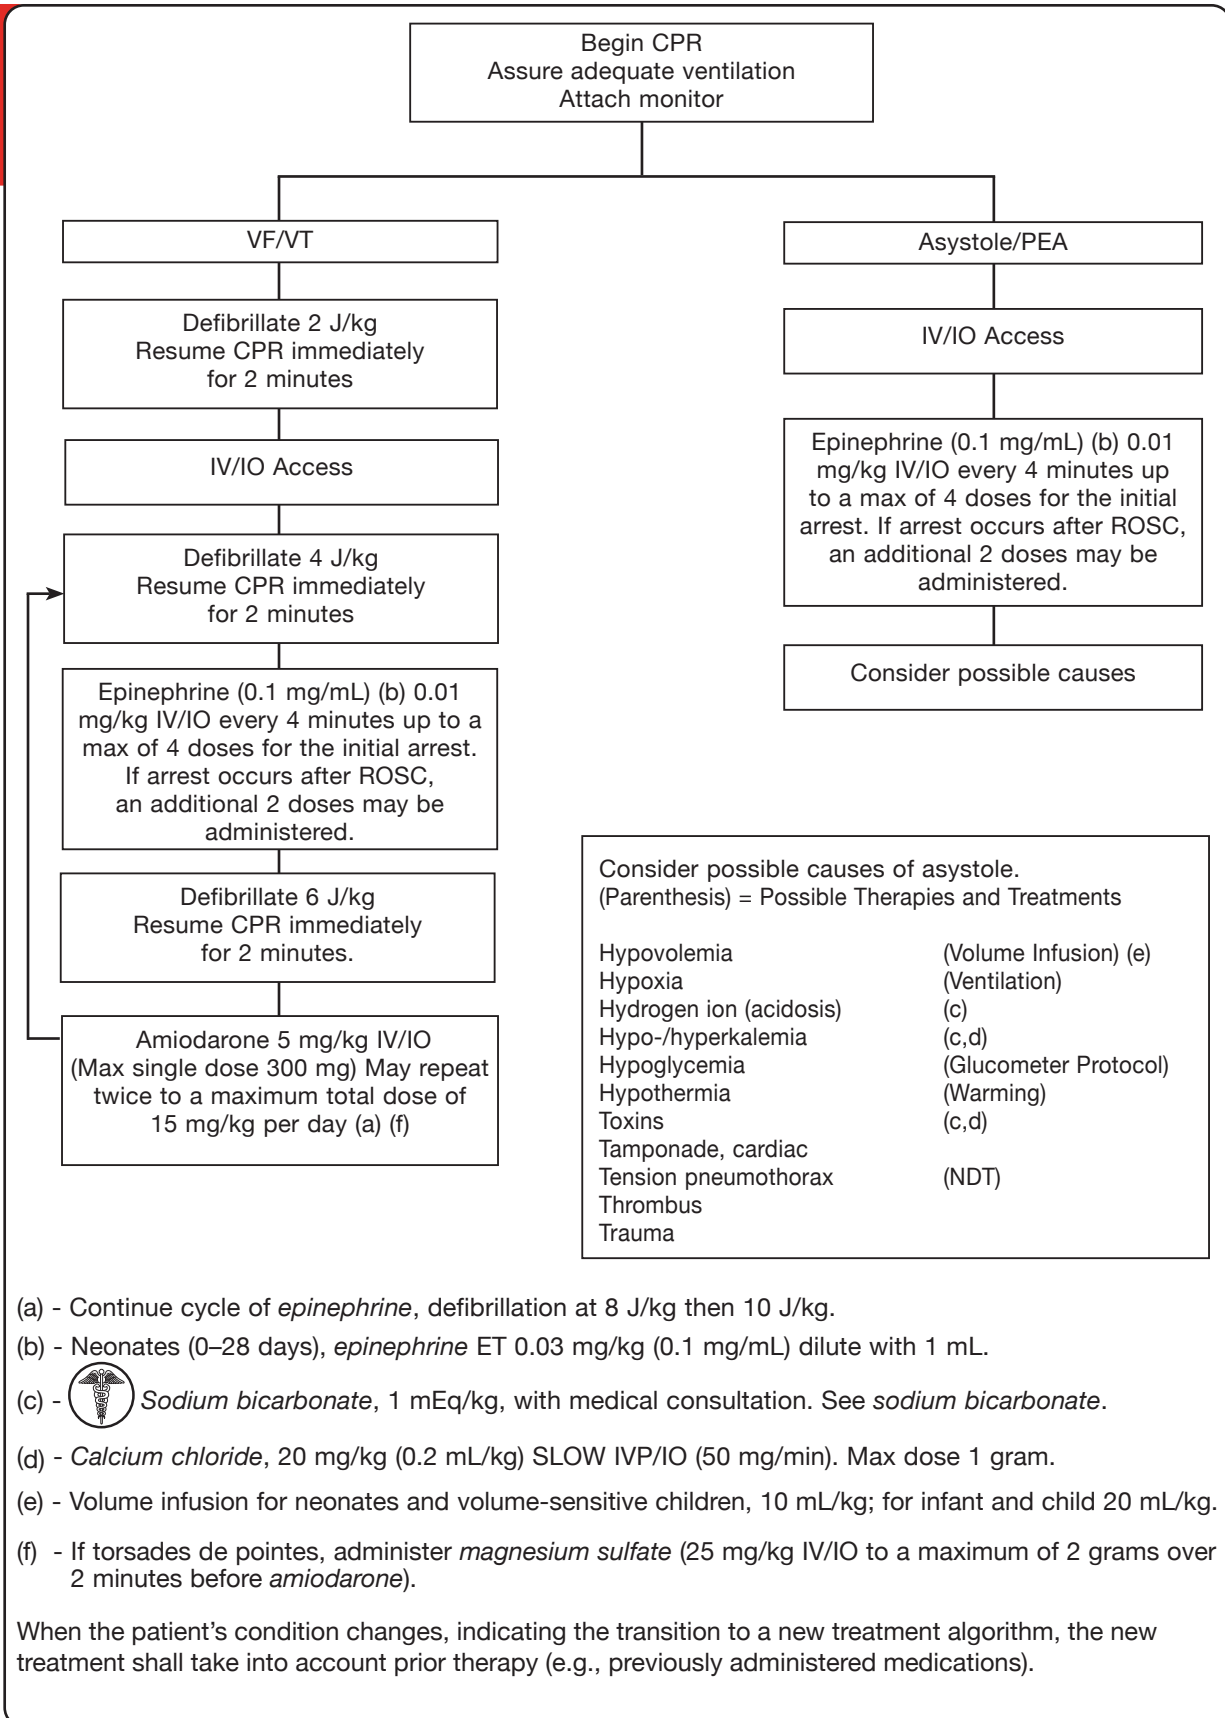 Begin CPR
Assure adequate ventilation
Attach monitor
VF/VT
Defibrillate 2 J/kg
Resume CPR immediately
for 2 minutes
IV/IO Access
Defibrillate 4 J/kg
Resume CPR immediately
for 2 minutes
Epinephrine (0.1 mg/mL) (b) 0.01
mg/kg IV/IO every 4 minutes up to a
max of 4 doses for the initial arrest.
If arrest occurs after ROSC,
an additional 2 doses may be
administered.
Defibrillate 6 J/kg
Resume CPR immediately
for 2 minutes.
Amiodarone 5 mg/kg IV/IO
(Max single dose 300 mg) May repeat
twice to a maximum total dose of
15 mg/kg per day (a) (f)
Asystole/PEA
IV/IO Access
Epinephrine (0.1 mg/mL) (b) 0.01
mg/kg IV/IO every 4 minutes up
to a max of 4 doses for the initial
arrest. If arrest occurs after ROSC,
an additional 2 doses may be
administered.
Consider possible causes
Consider possible causes of asystole.
(Parenthesis) = Possible Therapies and Treatments
Hypovolemia (Volume Infusion) (e)
Hypoxia (Ventilation)
Hydrogen ion (acidosis) (c)
Hypo-/hyperkalemia (c,d)
Hypoglycemia (Glucometer Protocol)
Hypothermia (Warming)
Toxins (c,d)
Tamponade, cardiac
Tension pneumothorax (NDT)
Thrombus
Trauma
(a) - Continue cycle of epinephrine, defibrillation at 8 J/kg then 10 J/kg.
(b) - Neonates (0–28 days), epinephrine ET 0.03 mg/kg (0.1 mg/mL) dilute with 1 mL.
(c) - Sodium bicarbonate, 1 mEq/kg, with medical consultation. See sodium bicarbonate.
(d) - Calcium chloride, 20 mg/kg (0.2 mL/kg) SLOW IVP/IO (50 mg/min). Max dose 1 gram.
(e) - Volume infusion for neonates and volume-sensitive children, 10 mL/kg; for infant and child 20 mL/kg.
(f) - If torsades de pointes, administer magnesium sulfate (25 mg/kg IV/IO to a maximum of 2 grams over
2 minutes before amiodarone).
When the patient’s condition changes, indicating the transition to a new treatment algorithm, the new
treatment shall take into account prior therapy (e.g., previously administered medications).